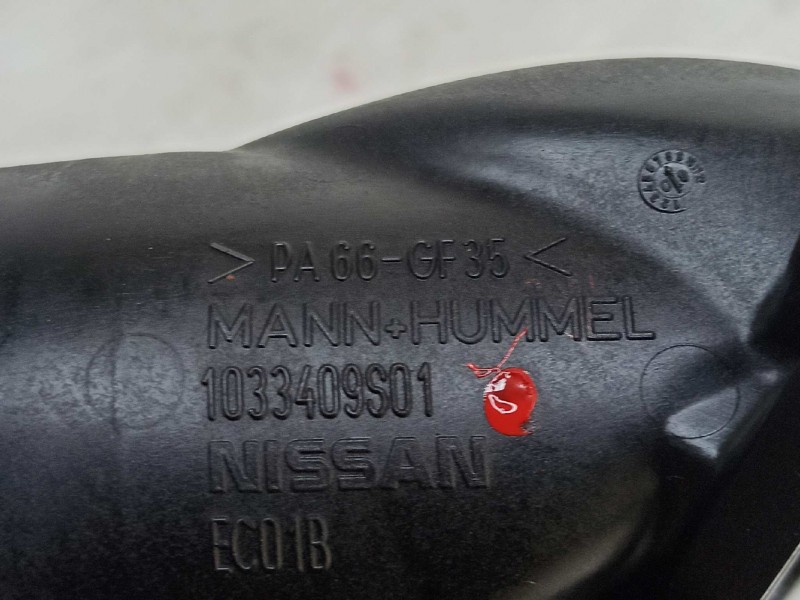 >PA 66-GF35<
MANN+HUMMEL
1033409S01
NISSAN
EC01B